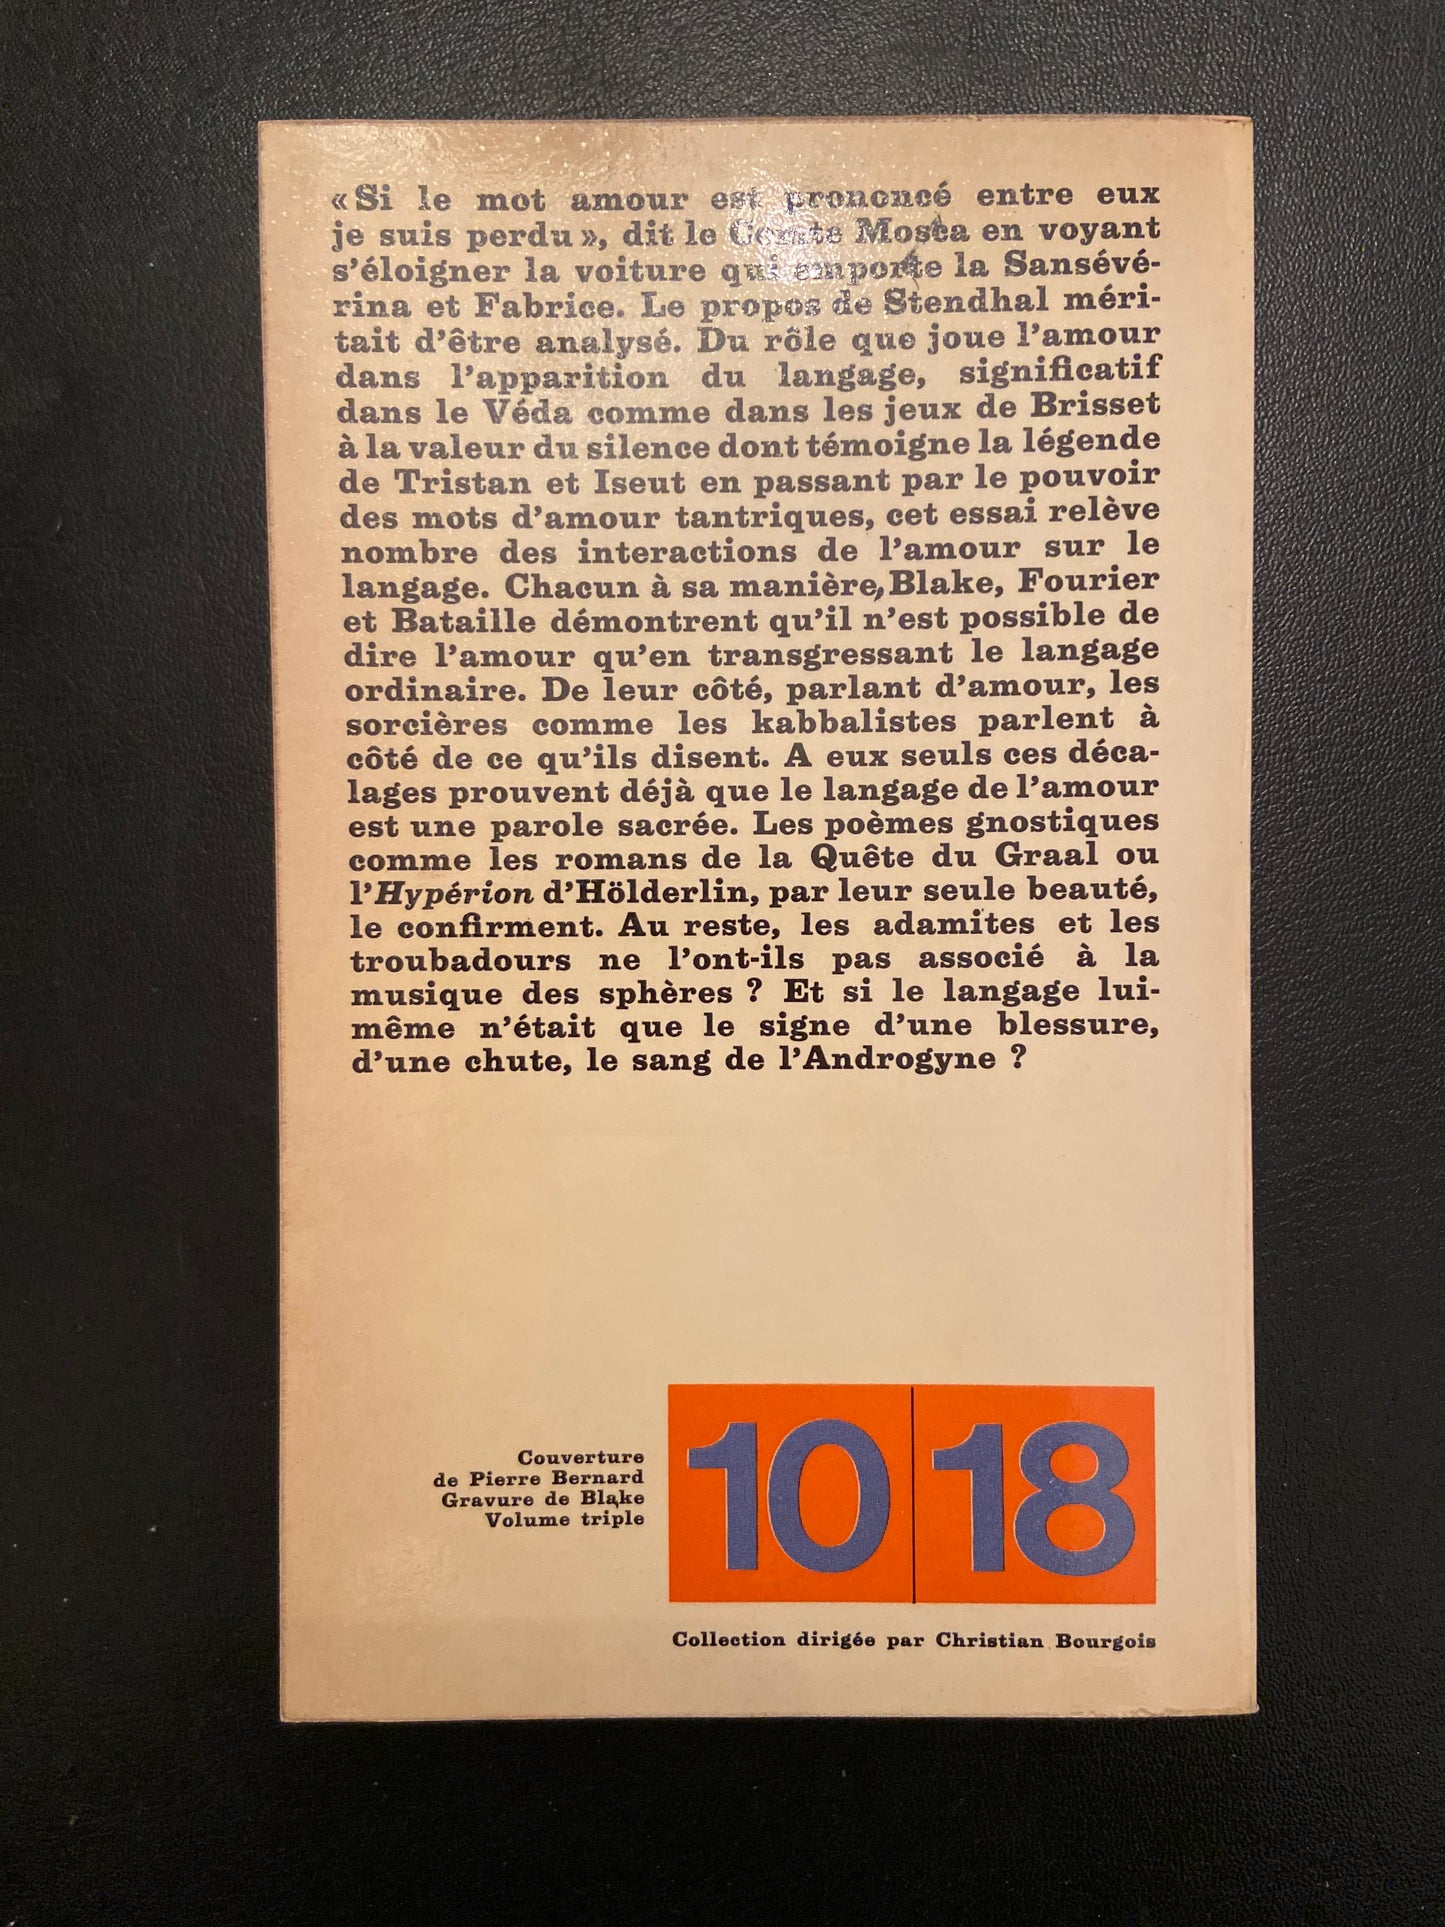 « Si le mot amour est prononcé entre eux
je suis perdu », dit le Comte Mosca en voyant
s'éloigner la voiture qui emporte la Sansévé-
rina et Fabrice. Le propos de Stendhal méri-
tait d'être analysé. Du rôle que joue l'amour
dans l'apparition du langage, significatif
dans le Véda comme dans les jeux de Brisset
à la valeur du silence dont témoigne la légende
de Tristan et Iseut en passant par le pouvoir
des mots d'amour tantriques, cet essai relève
nombre des interactions de l'amour sur le
langage. Chacun à sa manière, Blake, Fourier
et Bataille démontrent qu'il n'est possible de
dire l'amour qu'en transgressant le langage
ordinaire. De leur côté, parlant d'amour, les
sorcières comme les kabbalistes parlent à
côté de ce qu'ils disent. A eux seuls ces déca-
lages prouvent déjà que le langage de l'amour
est une parole sacrée. Les poèmes gnostiques
comme les romans de la Quête du Graal ou
l'Hypérion d'Hölderlin, par leur seule beauté,
le confirment. Au reste, les adamites et les
troubadours ne l'ont-ils pas associé à la
musique des sphères ? Et si le langage lui-
même n'était que le signe d'une blessure,
d'une chute, le sang de l'Androgyne ?
Couverture
de Pierre Bernard
Gravure de Blake
Volume triple
10 18
Collection dirigée par Christian Bourgois